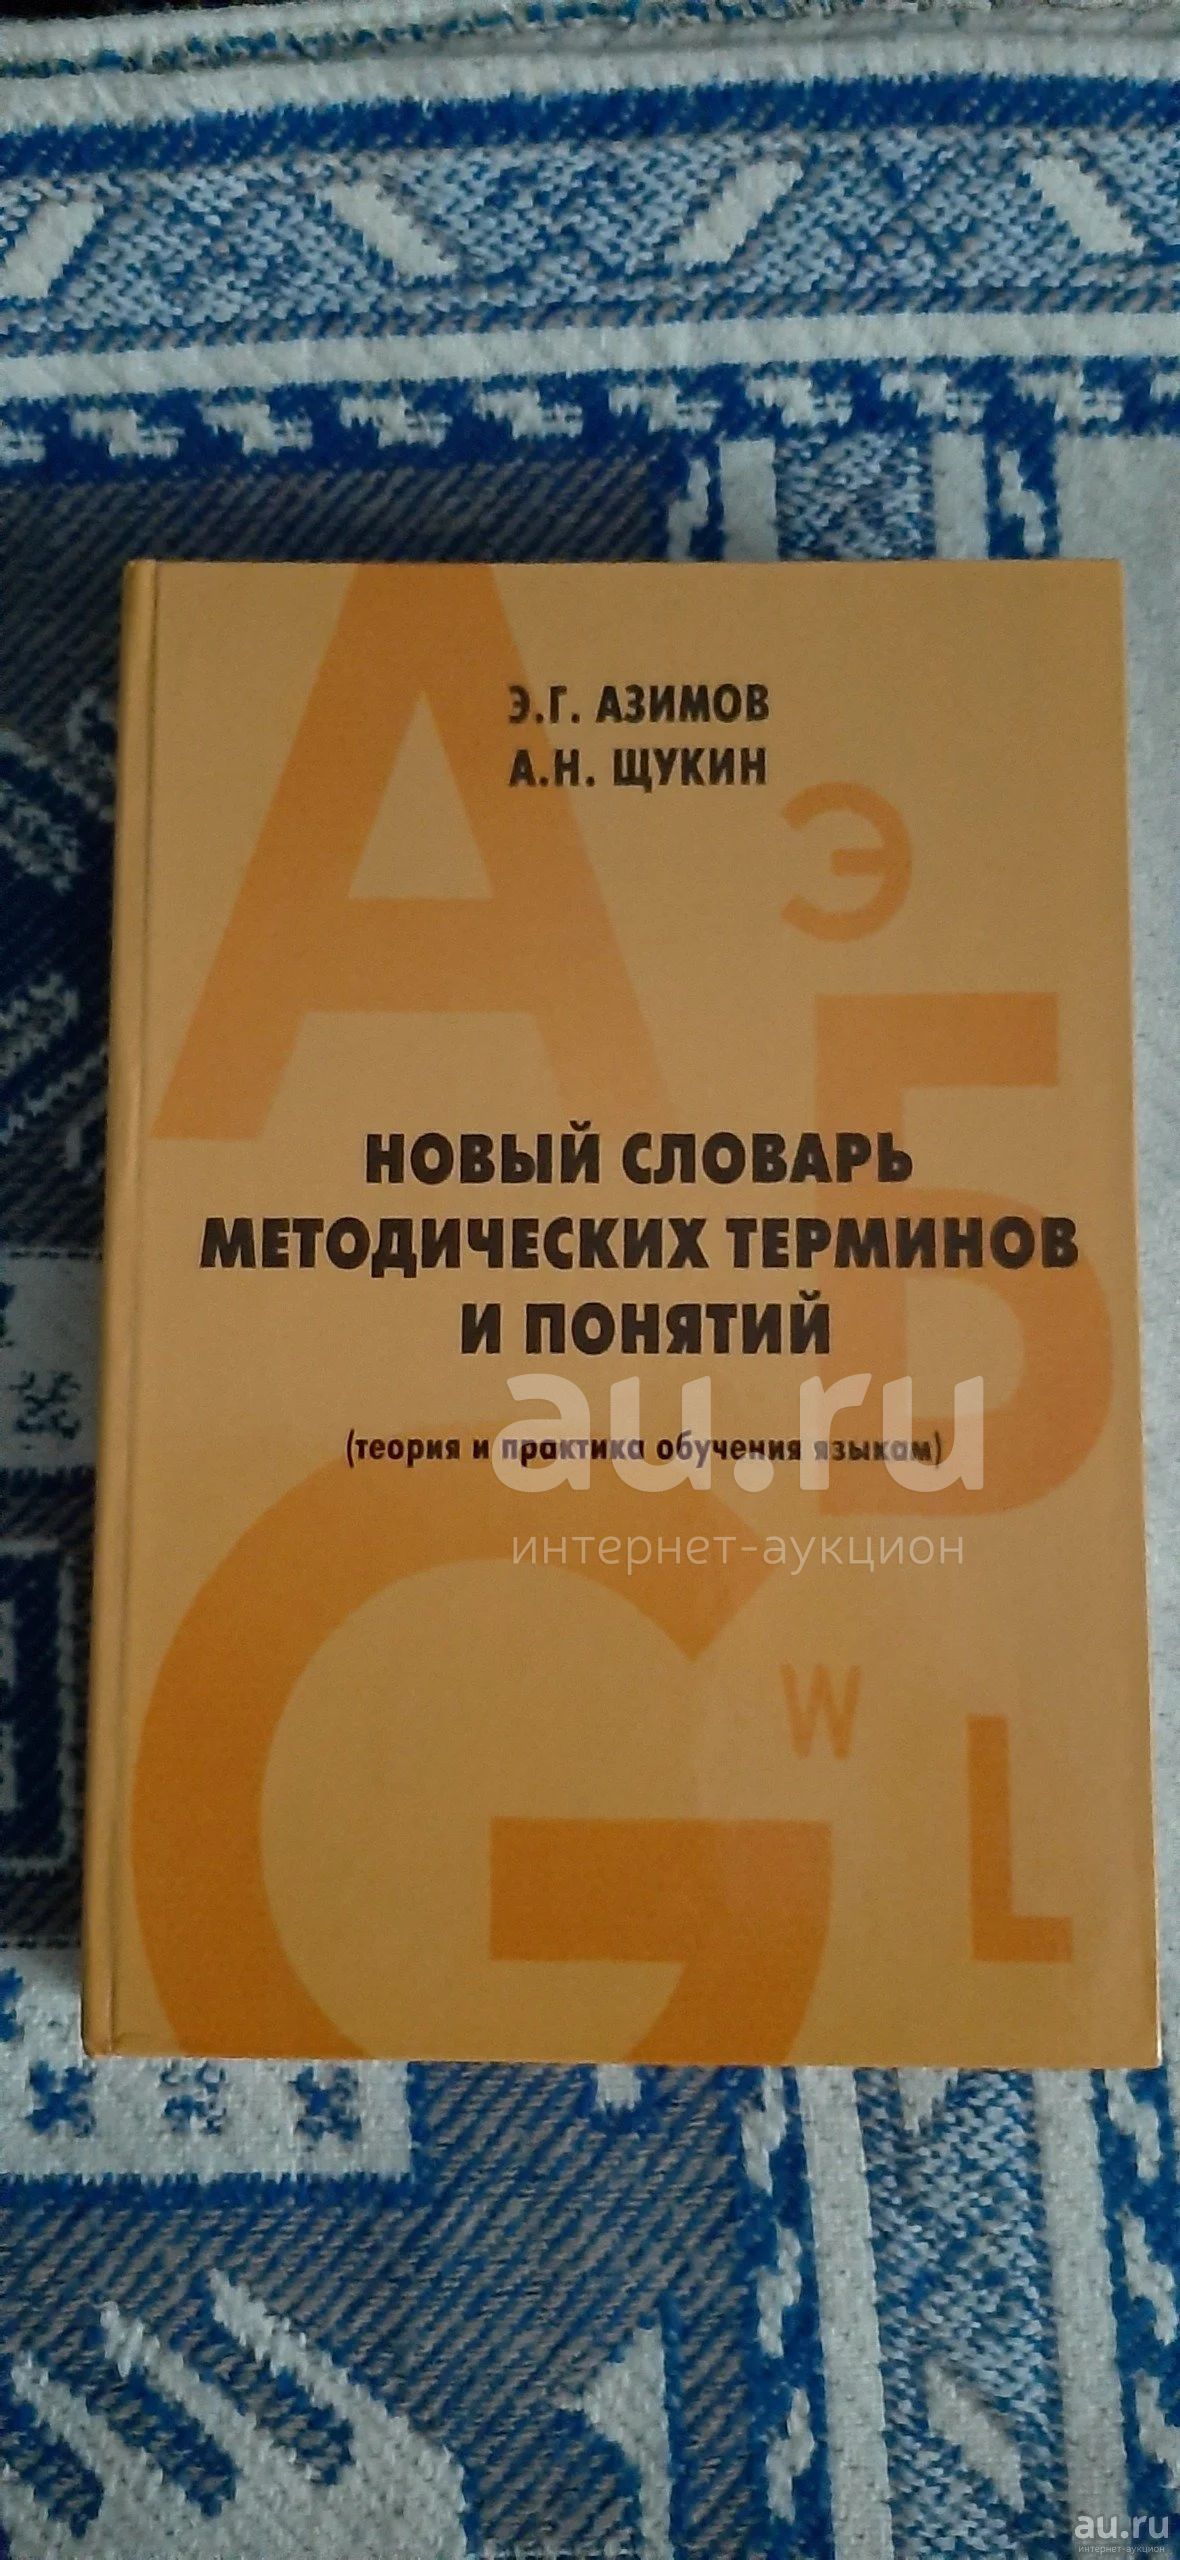 Э.Г. АЗИМОВ
А.Н. ЩУКИН
А
Э
Б
НОВЫЙ СЛОВАРЬ
МЕТОДИЧЕСКИХ ТЕРМИНОВ
И ПОНЯТИЙ
(теория и практика обучения языкам)
au.ru
интернет-аукцион
G
W
L
au.ru
интернет-аукцион